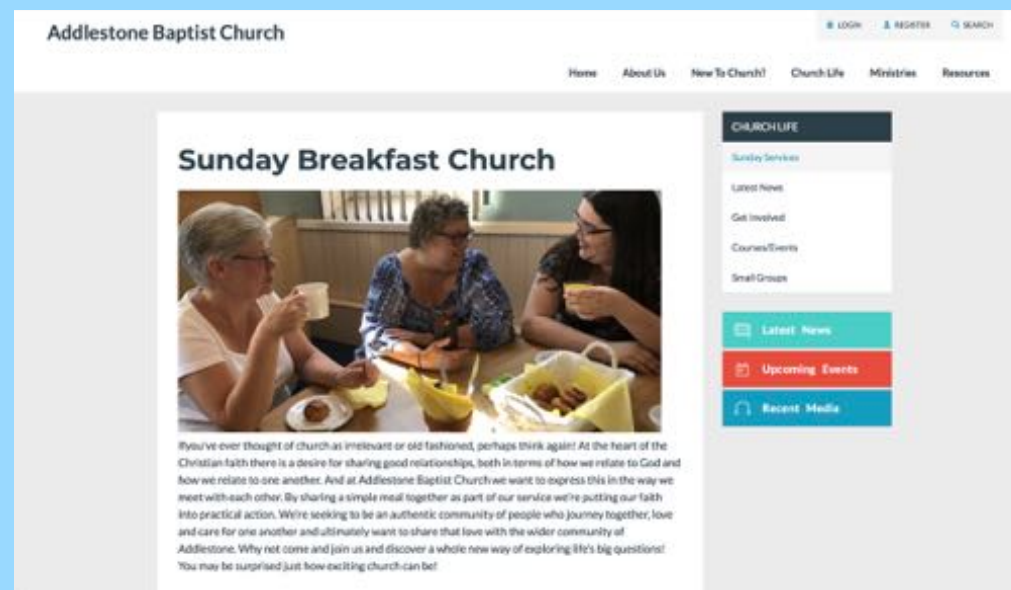 Addlestone Baptist Church
LOGIN REGISTER SEARCH
Home About Us New To Church? Church Life Ministries Resources
Sunday Breakfast Church
If you've ever thought of church as irrelevant or old fashioned, perhaps think again! At the heart of the
Christian faith there is a desire for sharing good relationships, both in terms of how we relate to God and
how we relate to one another. And at Addlestone Baptist Church we want to express this in the way we
meet with each other. By sharing a simple meal together as part of our service we're putting our faith
into practical action. We're seeking to be an authentic community of people who journey together, love
and care for one another and ultimately want to share that love with the wider community of
Addlestone. Why not come and join us and discover a whole new way of exploring life's big questions!
You may be surprised just how exciting church can be!
CHURCH LIFE
Sunday Services
Latest News
Get Involved
Courses/Events
Small Groups
Latest News
Upcoming Events
Recent Media